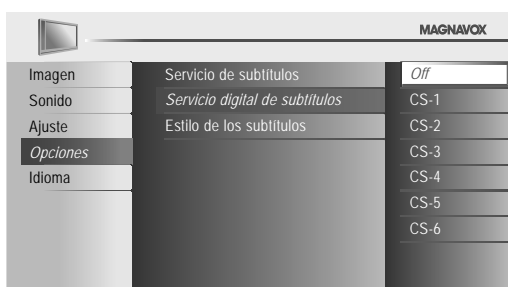 MAGNAVOX
Imagen
Sonido
Ajuste
Opciones
Idioma
Servicio de subtítulos
Servicio digital de subtítulos
Estilo de los subtítulos
Off
CS-1
CS-2
CS-3
CS-4
CS-5
CS-6